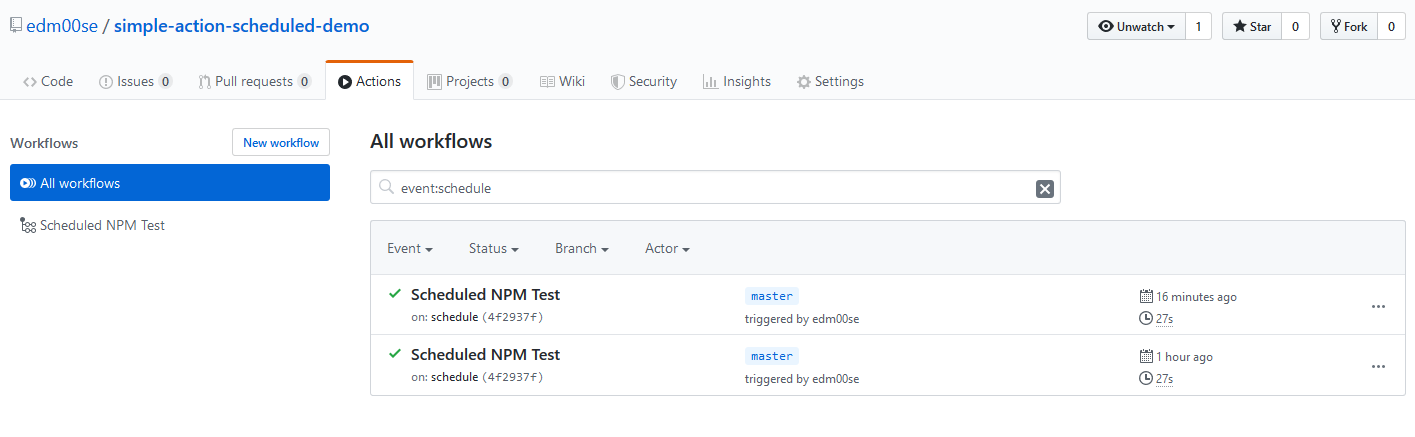 edm00se / simple-action-scheduled-demo
Unwatch 1 Star 0 Fork 0
Code Issues 0 Pull requests 0 Actions Projects 0 Wiki Security Insights Settings
Workflows
New workflow
All workflows
Scheduled NPM Test
All workflows
event:schedule
Event Status Branch Actor
Scheduled NPM Test master 16 minutes ago
on: schedule (4f2937f) triggered by edm00se 27s
Scheduled NPM Test master 1 hour ago
on: schedule (4f2937f) triggered by edm00se 27s